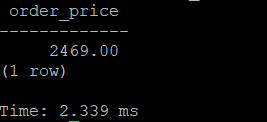 order_price
-------------
2469.00
(1 row)
Time: 2.339 ms